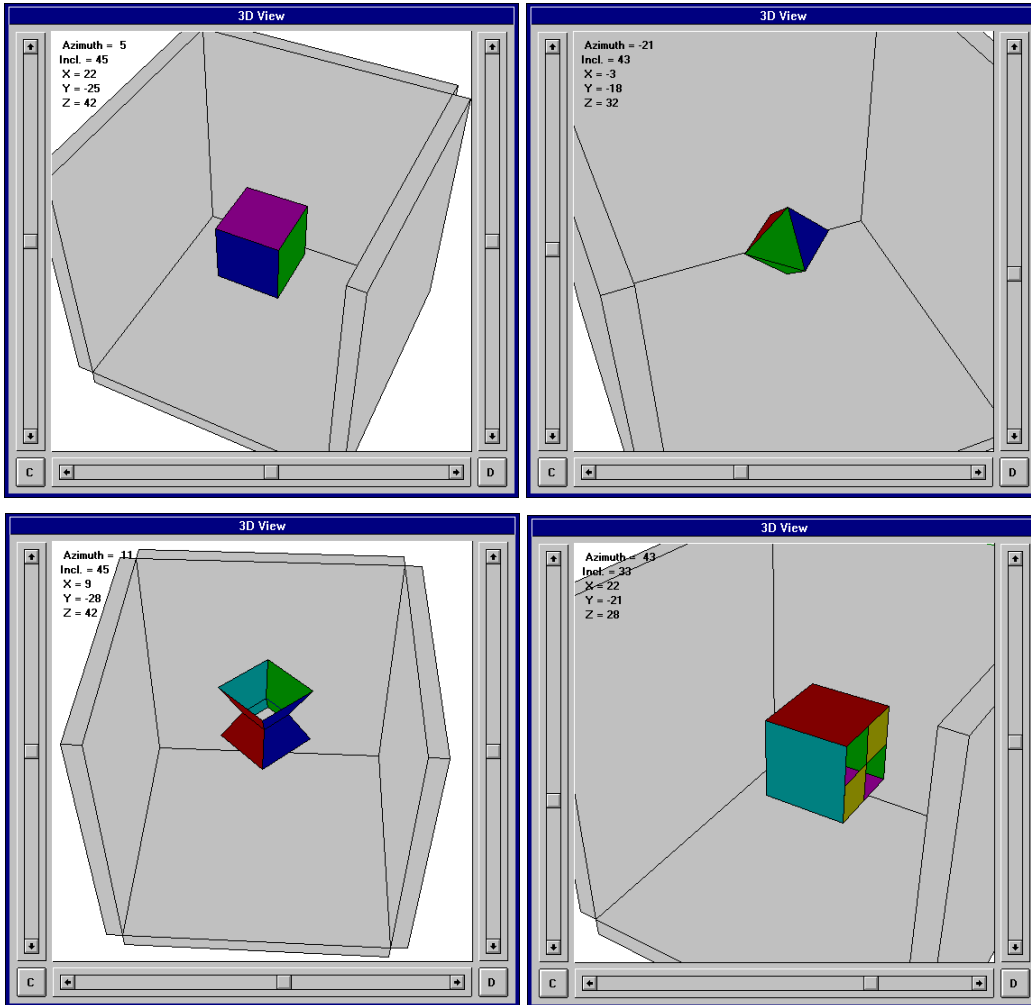 3D View
Azimuth = 5
Incl. = 45
X = 22
Y = -25
Z = 42
C
D
3D View
Azimuth = -21
Incl. = 43
X = -3
Y = -18
Z = 32
C
D
3D View
Azimuth = 11
Incl. = 45
X = 9
Y = -28
Z = 42
C
D
3D View
Azimuth = 43
Incl. = 33
X = 22
Y = -21
Z = 28
C
D